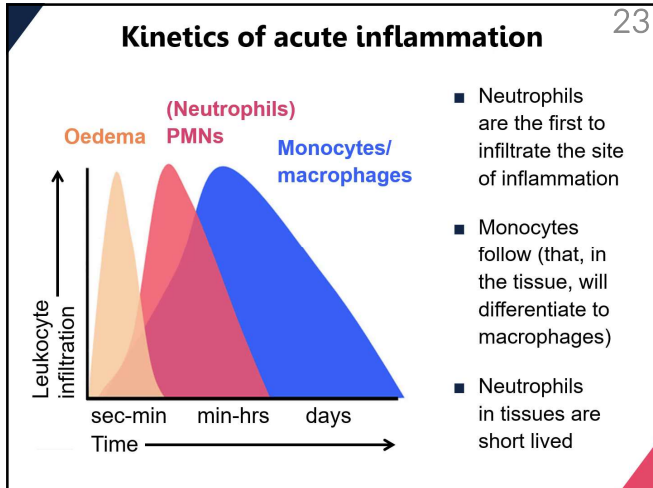 23
Kinetics of acute inflammation
Oedema
(Neutrophils)
PMNs
Monocytes/
macrophages
Leukocyte
infiltration
sec-min min-hrs days
Time
Neutrophils
are the first to
infiltrate the site
of inflammation
Monocytes
follow (that, in
the tissue, will
differentiate to
macrophages)
Neutrophils
in tissues are
short lived